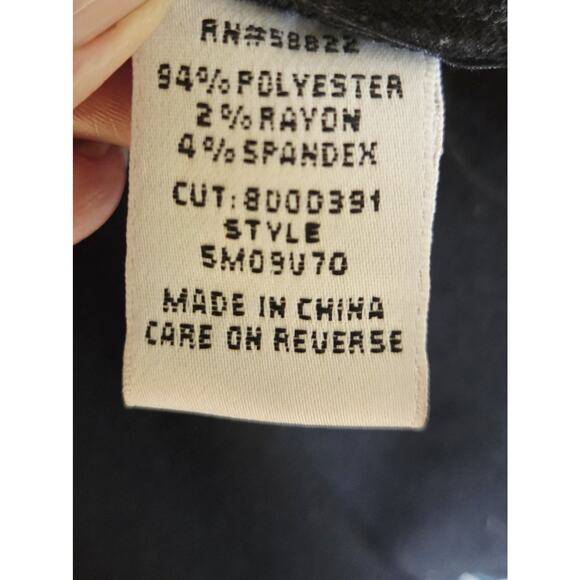 RN#58822
94% POLYESTER
2% RAYON
4% SPANDEX
CUT: 8000391
STYLE
5M09U70
MADE IN CHINA
CARE ON REVERSE